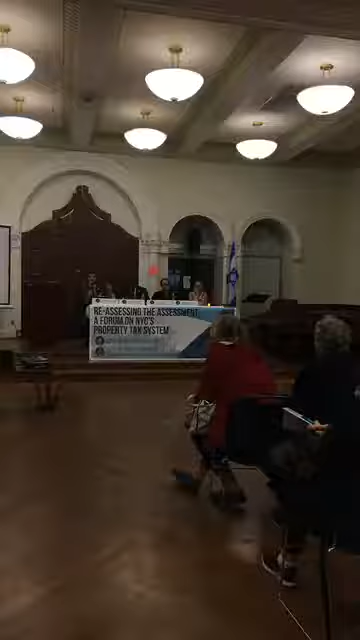 RE-ASSESSING THE ASSESSMENT:
A FORUM ON NYC'S
PROPERTY TAX SYSTEM